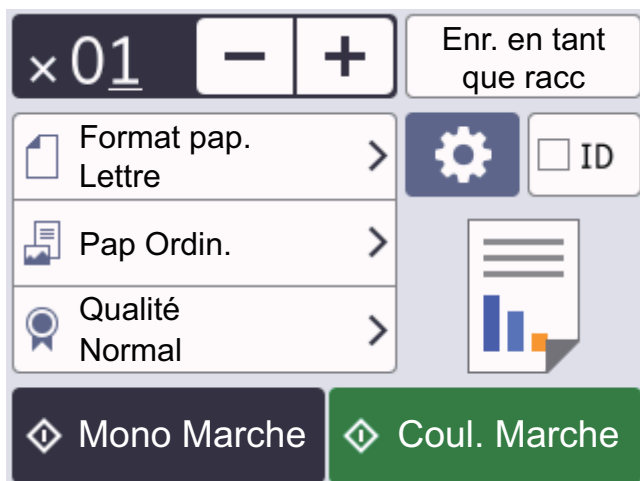 ×01
− +
Enr. en tant
que racc
Format pap.
Lettre
ID
Pap Ordin.
Qualité
Normal
Mono Marche
Coul. Marche